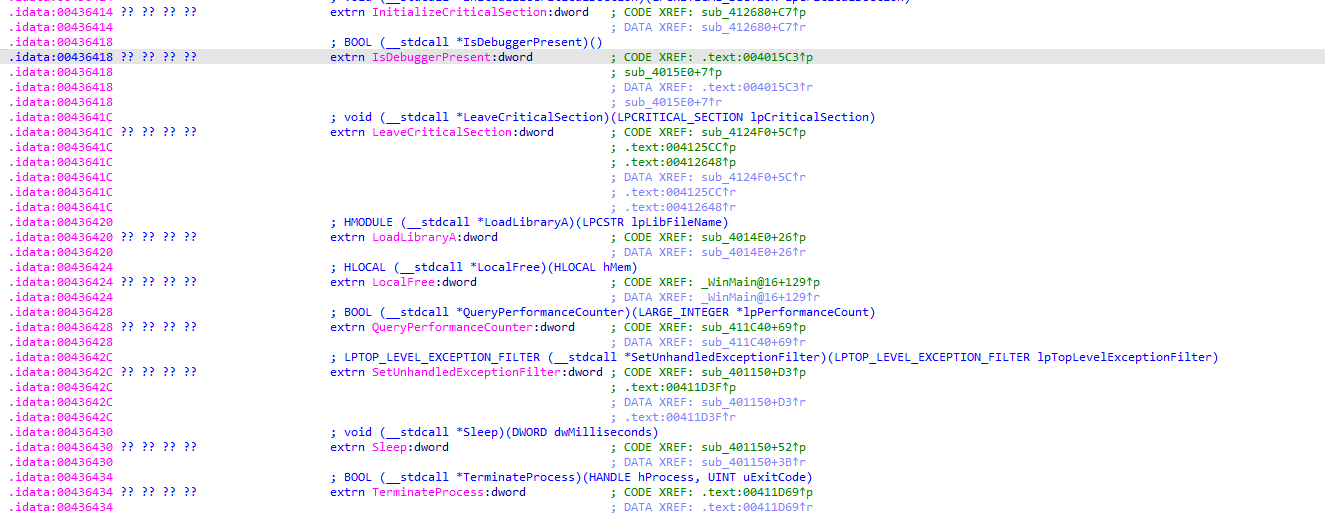 .idata:00436414 ?? ?? ?? ?? extrn InitializeCriticalSection:dword ; CODE XREF: sub_412680+C7↑p
.idata:00436414 ; DATA XREF: sub_412680+C7↑r
.idata:00436418 ; BOOL (__stdcall *IsDebuggerPresent)()
.idata:00436418 ?? ?? ?? ?? extrn IsDebuggerPresent:dword ; CODE XREF: .text:004015C3↑p
.idata:00436418 ; sub_4015E0+7↑p
.idata:00436418 ; DATA XREF: .text:004015C3↑r
.idata:00436418 ; sub_4015E0+7↑r
.idata:0043641C ; void (__stdcall *LeaveCriticalSection)(LPCRITICAL_SECTION lpCriticalSection)
.idata:0043641C ?? ?? ?? ?? extrn LeaveCriticalSection:dword ; CODE XREF: sub_4124F0+5C↑p
.idata:0043641C ; .text:004125CC↑p
.idata:0043641C ; .text:00412648↑p
.idata:0043641C ; DATA XREF: sub_4124F0+5C↑r
.idata:0043641C ; .text:004125CC↑r
.idata:0043641C ; .text:00412648↑r
.idata:00436420 ; HMODULE (__stdcall *LoadLibraryA)(LPCSTR lpLibFileName)
.idata:00436420 ?? ?? ?? ?? extrn LoadLibraryA:dword ; CODE XREF: sub_4014E0+26↑p
.idata:00436420 ; DATA XREF: sub_4014E0+26↑r
.idata:00436424 ; HLOCAL (__stdcall *LocalFree)(HLOCAL hMem)
.idata:00436424 ?? ?? ?? ?? extrn LocalFree:dword ; CODE XREF: _WinMain@16+129↑p
.idata:00436424 ; DATA XREF: _WinMain@16+129↑r
.idata:00436428 ; BOOL (__stdcall *QueryPerformanceCounter)(LARGE_INTEGER *lpPerformanceCount)
.idata:00436428 ?? ?? ?? ?? extrn QueryPerformanceCounter:dword ; CODE XREF: sub_411C40+69↑p
.idata:00436428 ; DATA XREF: sub_411C40+69↑r
.idata:0043642C ; LPTOP_LEVEL_EXCEPTION_FILTER (__stdcall *SetUnhandledExceptionFilter)(LPTOP_LEVEL_EXCEPTION_FILTER lpTopLevelExceptionFilter)
.idata:0043642C ?? ?? ?? ?? extrn SetUnhandledExceptionFilter:dword ; CODE XREF: sub_401150+D3↑p
.idata:0043642C ; .text:00411D3F↑p
.idata:0043642C ; DATA XREF: sub_401150+D3↑r
.idata:0043642C ; .text:00411D3F↑r
.idata:00436430 ; void (__stdcall *Sleep)(DWORD dwMilliseconds)
.idata:00436430 ?? ?? ?? ?? extrn Sleep:dword ; CODE XREF: sub_401150+52↑p
.idata:00436430 ; DATA XREF: sub_401150+3B↑r
.idata:00436434 ; BOOL (__stdcall *TerminateProcess)(HANDLE hProcess, UINT uExitCode)
.idata:00436434 ?? ?? ?? ?? extrn TerminateProcess:dword ; CODE XREF: .text:00411D69↑p
.idata:00436434 ; DATA XREF: .text:00411D69↑r